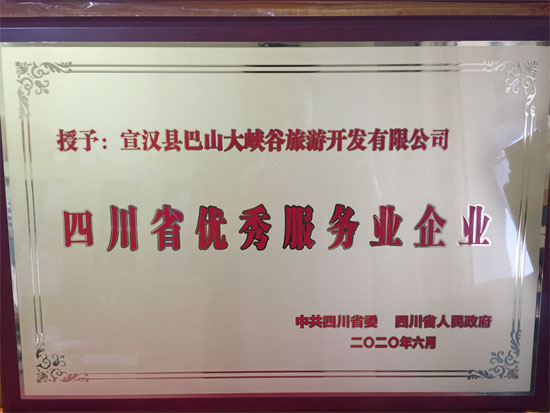 授予：宣汉县巴山大峡谷旅游开发有限公司
四川省优秀服务业企业
中共四川省委 四川省人民政府
二〇二〇年六月